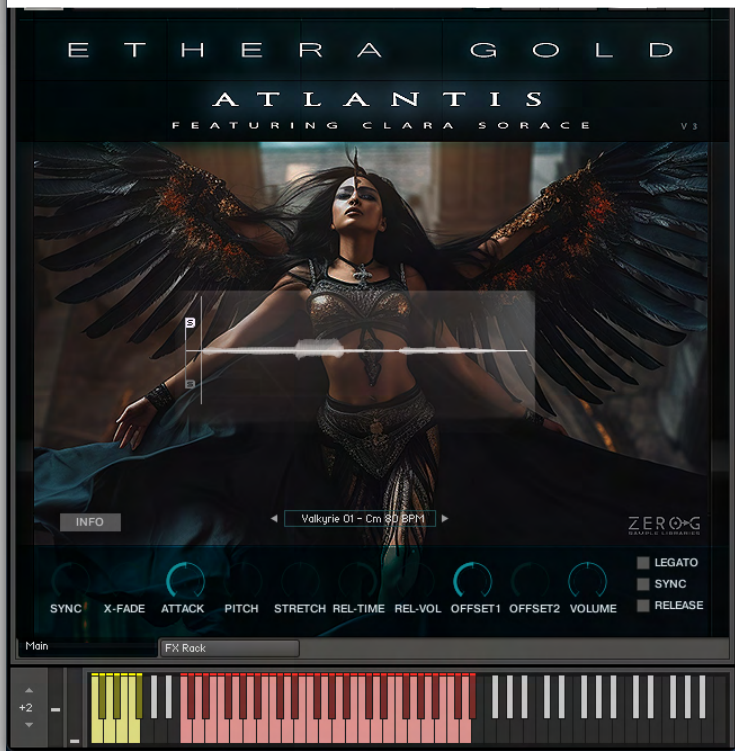 ETHERA GOLD
ATLANTIS
FEATURING CLARA SORACE
V3
S
S
INFO
Valkyrie 01 - Cm 80 BPM
ZERO-G
SAMPLE LIBRARIES
LEGATO
SYNC
RELEASE
SYNC X-FADE ATTACK PITCH STRETCH REL-TIME REL-VOL OFFSET1 OFFSET2 VOLUME
Main
FX Rack
+2